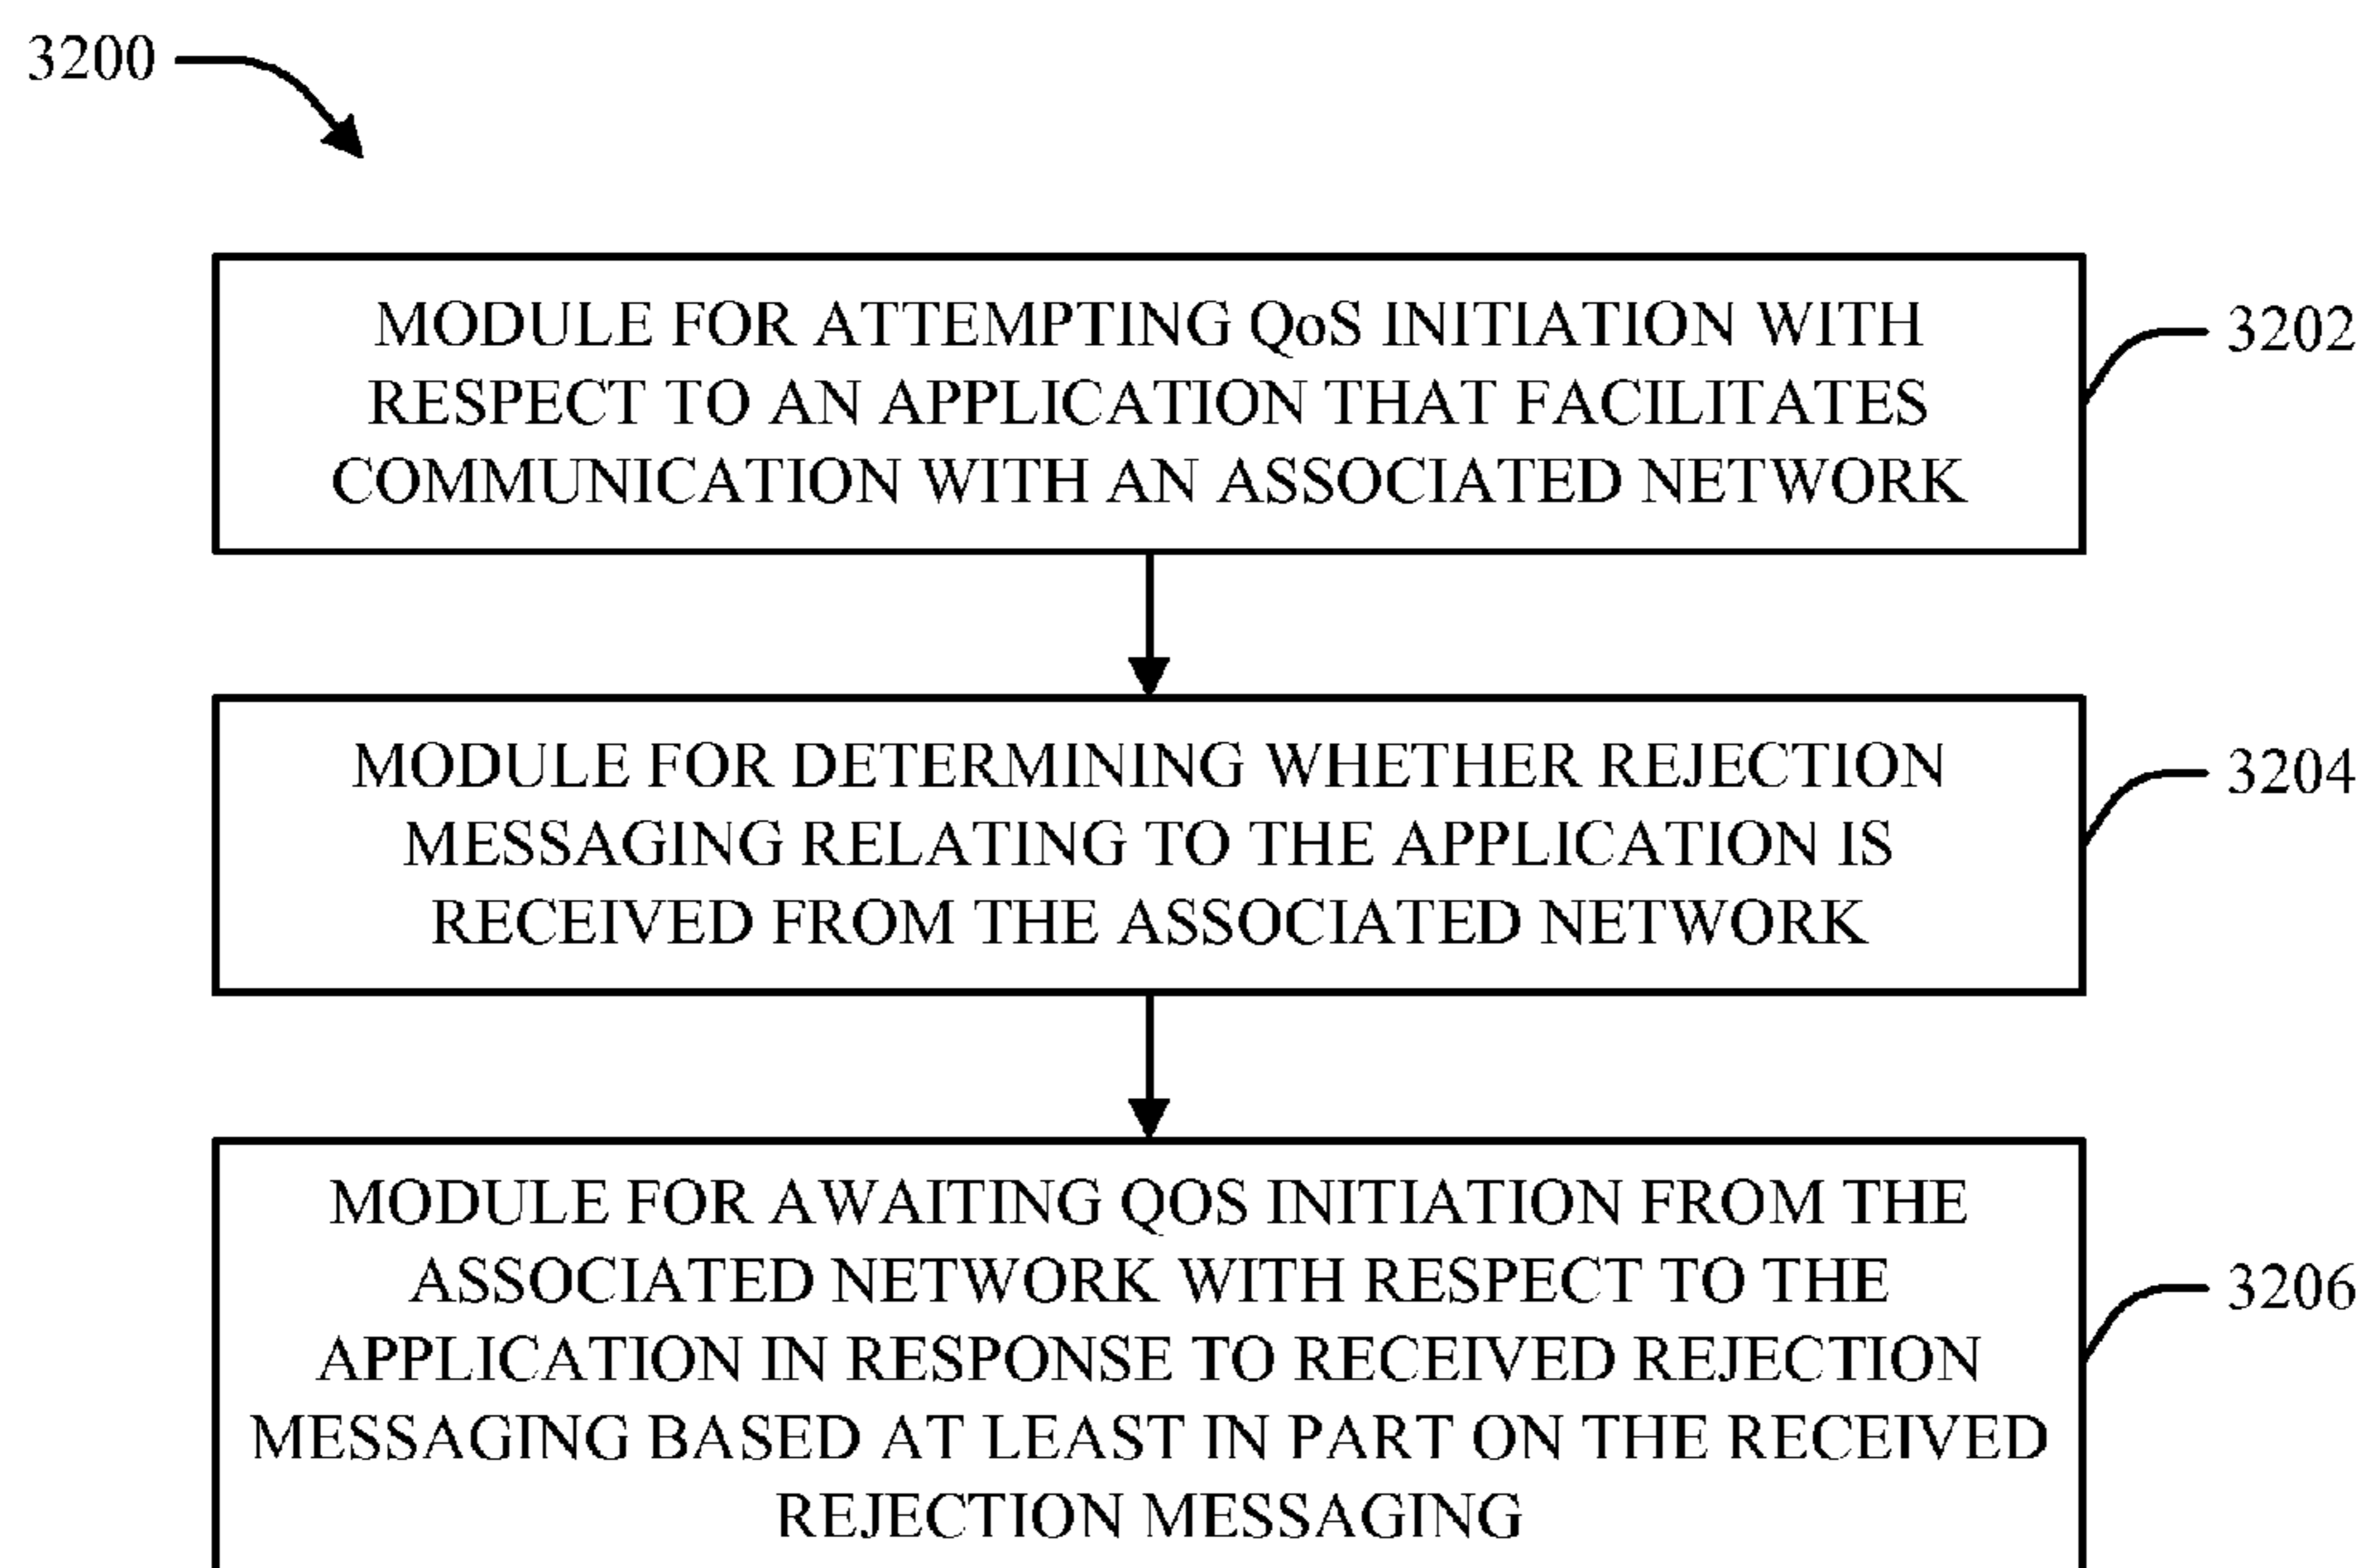 3200
MODULE FOR ATTEMPTING QoS INITIATION WITH
RESPECT TO AN APPLICATION THAT FACILITATES
COMMUNICATION WITH AN ASSOCIATED NETWORK
3202
MODULE FOR DETERMINING WHETHER REJECTION
MESSAGING RELATING TO THE APPLICATION IS
RECEIVED FROM THE ASSOCIATED NETWORK
3204
MODULE FOR AWAITING QOS INITIATION FROM THE
ASSOCIATED NETWORK WITH RESPECT TO THE
APPLICATION IN RESPONSE TO RECEIVED REJECTION
MESSAGING BASED AT LEAST IN PART ON THE RECEIVED
REJECTION MESSAGING
3206